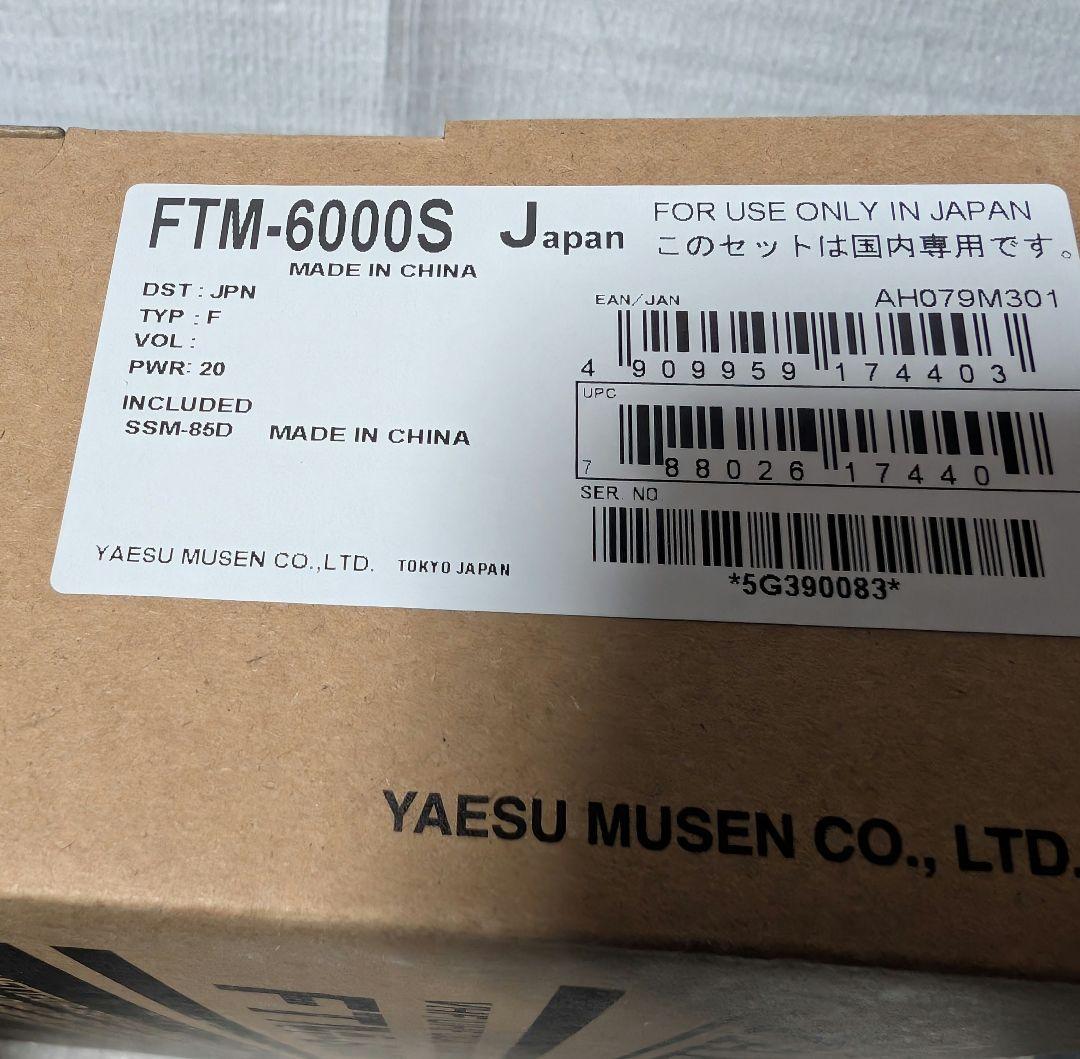 FTM-6000S Japan
MADE IN CHINA
FOR USE ONLY IN JAPAN
このセットは国内専用です。
DST : JPN
TYP : F
VOL :
PWR: 20
INCLUDED
SSM-85D MADE IN CHINA
EAN/JAN AH079M301
4 909959 174403
UPC
7 88026 17440
SER. NO
*5G390083*
YAESU MUSEN CO.,LTD. TOKYO JAPAN
YAESU MUSEN CO., LTD.